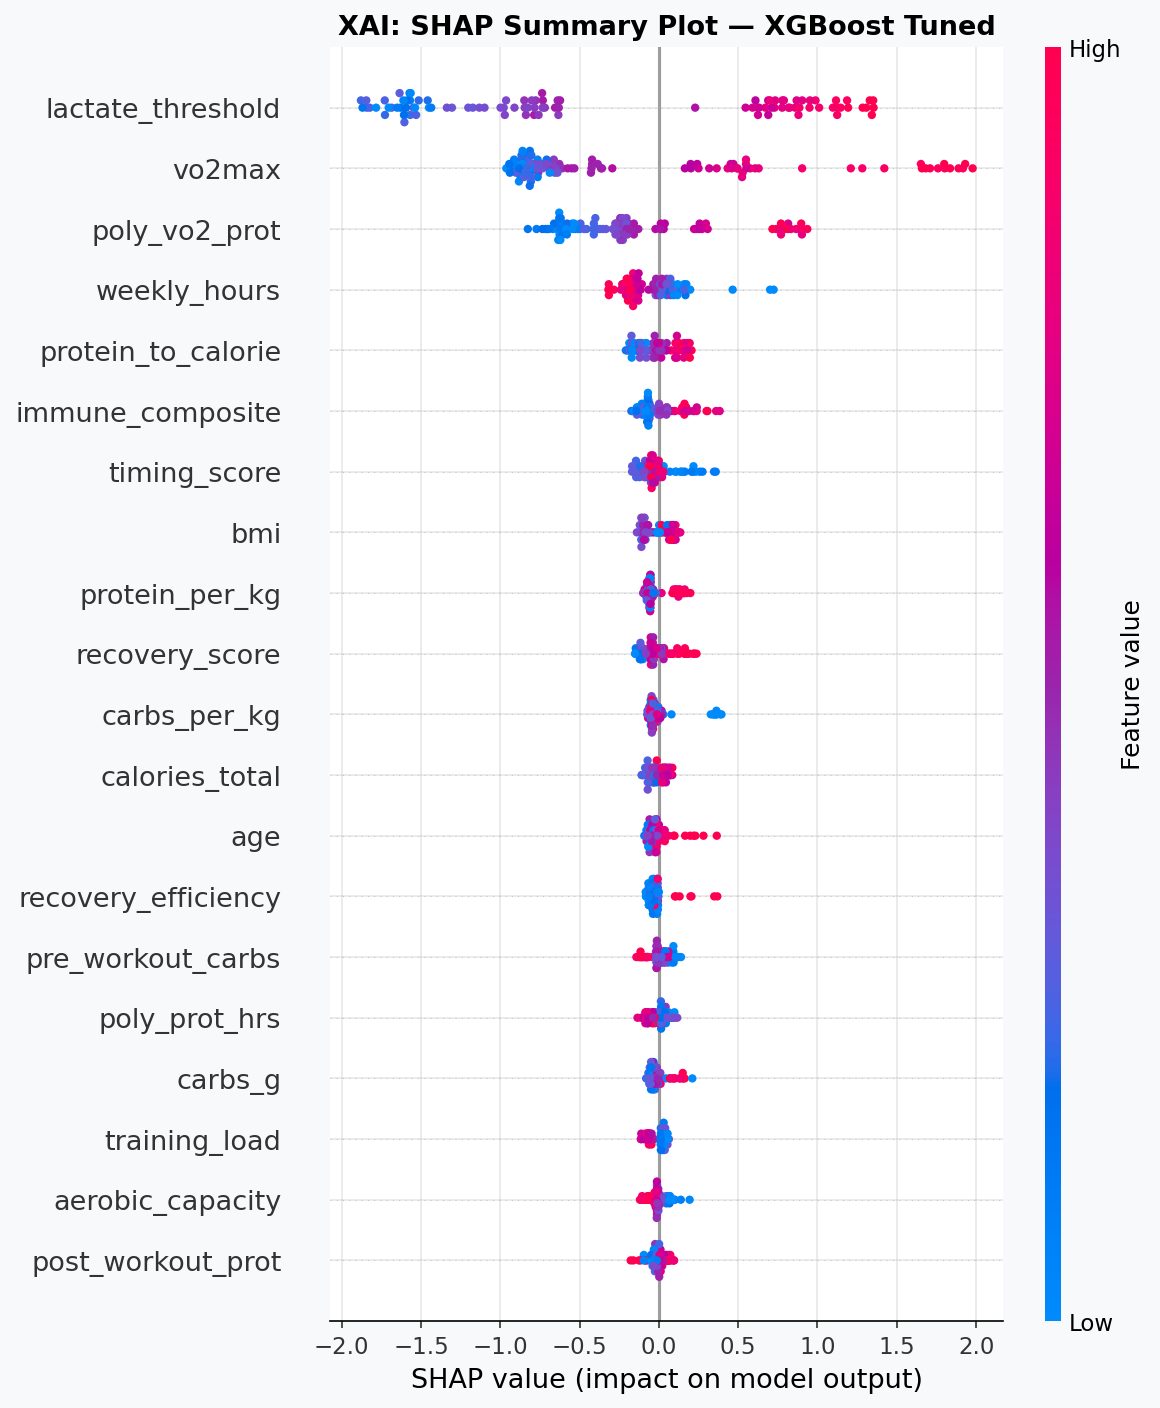 XAI: SHAP Summary Plot — XGBoost Tuned
High
lactate_threshold
vo2max
poly_vo2_prot
weekly_hours
protein_to_calorie
immune_composite
timing_score
bmi
protein_per_kg
recovery_score
carbs_per_kg
calories_total
age
recovery_efficiency
pre_workout_carbs
poly_prot_hrs
carbs_g
training_load
aerobic_capacity
post_workout_prot
Feature value
Low
−2.0 −1.5 −1.0 −0.5 0.0 0.5 1.0 1.5 2.0
SHAP value (impact on model output)